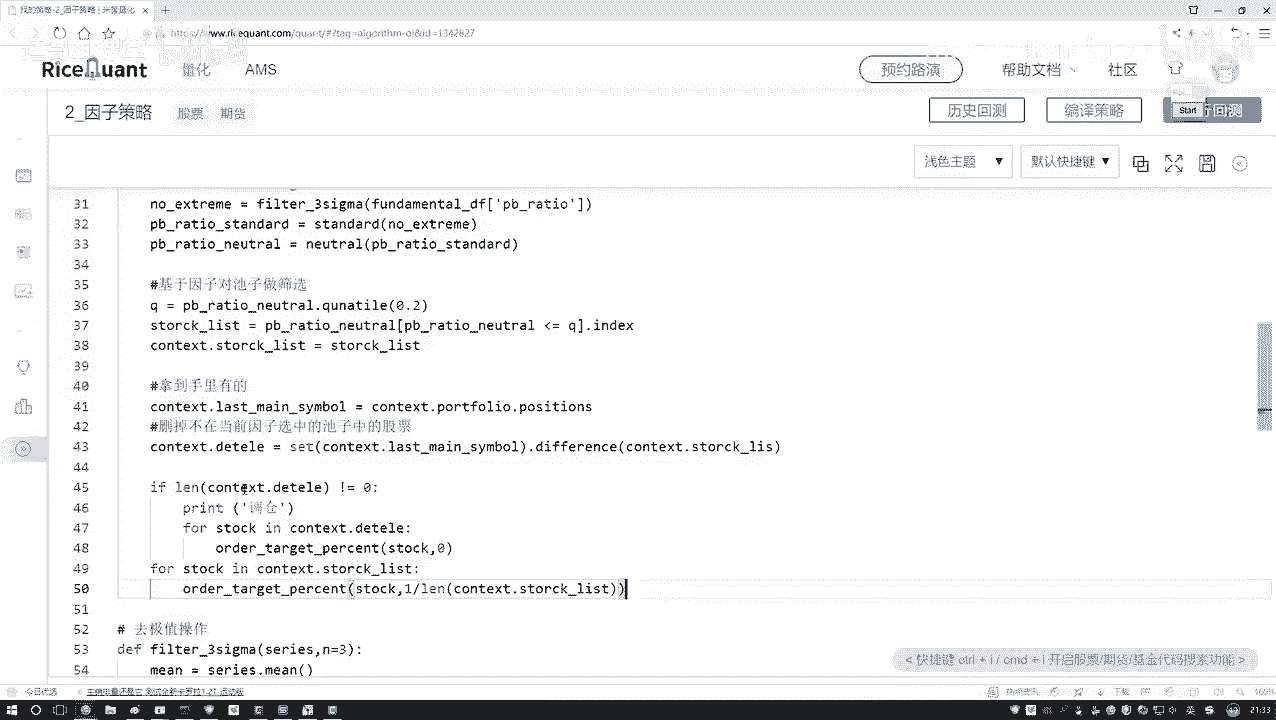 我的策略-2_因子策略 | 米筐量化
https://www.ricequant.com/quant/#?tag=algorithm-ol&id=1342827
RiceQuant 量化 AMS 预约路演 帮助文档 社区
2_因子策略 股票 期货 历史回测 编译策略 回测
Start
浅色主题 默认快捷键
31 no_extreme = filter_3sigma(fundamental_df['pb_ratio'])
32 pb_ratio_standard = standard(no_extreme)
33 pb_ratio_neutral = neutral(pb_ratio_standard)
34
35 #基于因子对池子做筛选
36 q = pb_ratio_neutral.qunatile(0.2)
37 storck_list = pb_ratio_neutral[pb_ratio_neutral <= q].index
38 context.storck_list = storck_list
39
40 #拿到手里有的
41 context.last_main_symbol = context.portfolio.positions
42 #删掉不在当前因子选中的池子中的股票
43 context.detele = set(context.last_main_symbol).difference(context.storck_lis)
44
45 if len(context.detele) != 0:
46 print ('调仓')
47 for stock in context.detele:
48 order_target_percent(stock,0)
49 for stock in context.storck_list:
50 order_target_percent(stock,1/len(context.storck_list))
51
52 # 去极值操作
53 def filter_3sigma(series,n=3):
54 mean = series.mean()
< 快捷键 ctrl + i / cmd + i 开启股票/期货/基金代码搜索功能 >
今日优选
下载 100%
英 21:33